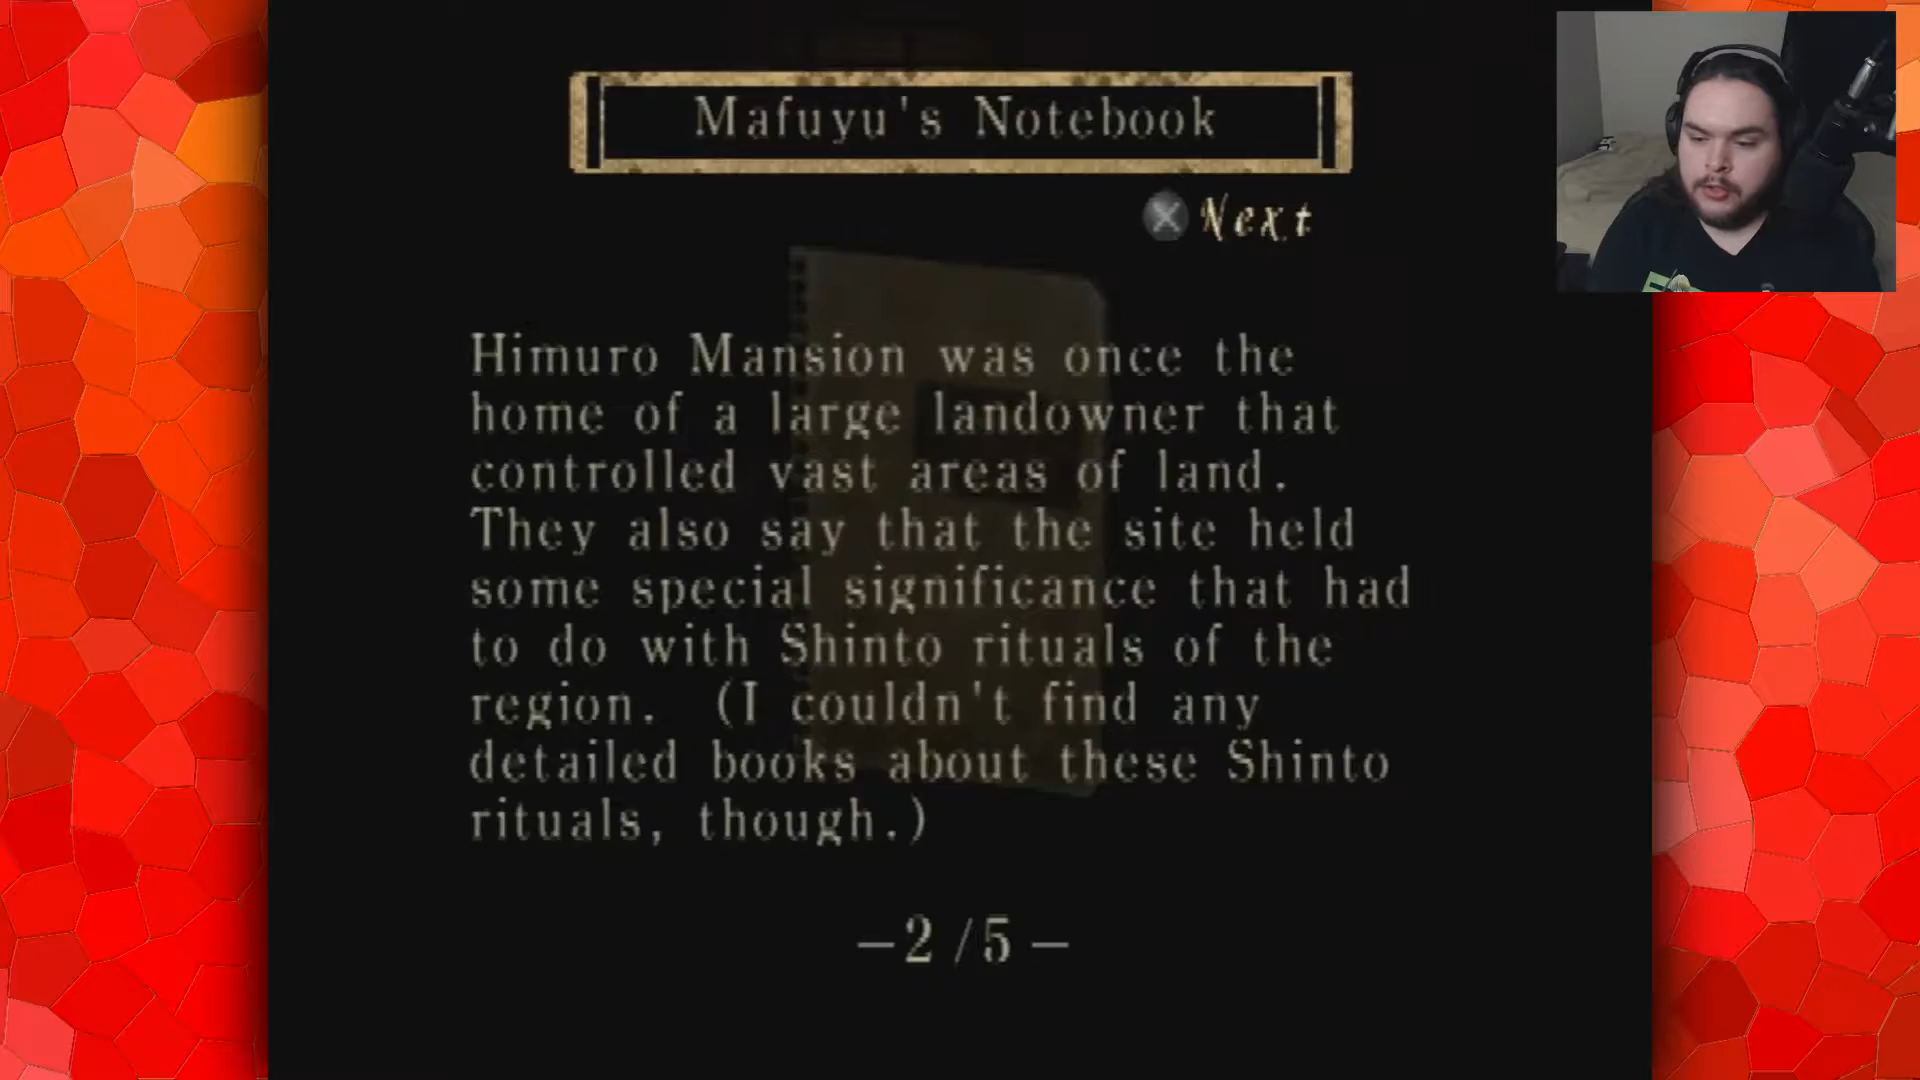 Mafuyu's Notebook
Next
Himuro Mansion was once the
home of a large landowner that
controlled vast areas of land.
They also say that the site held
some special significance that had
to do with Shinto rituals of the
region. (I couldn't find any
detailed books about these Shinto
rituals, though.)
—2/5—